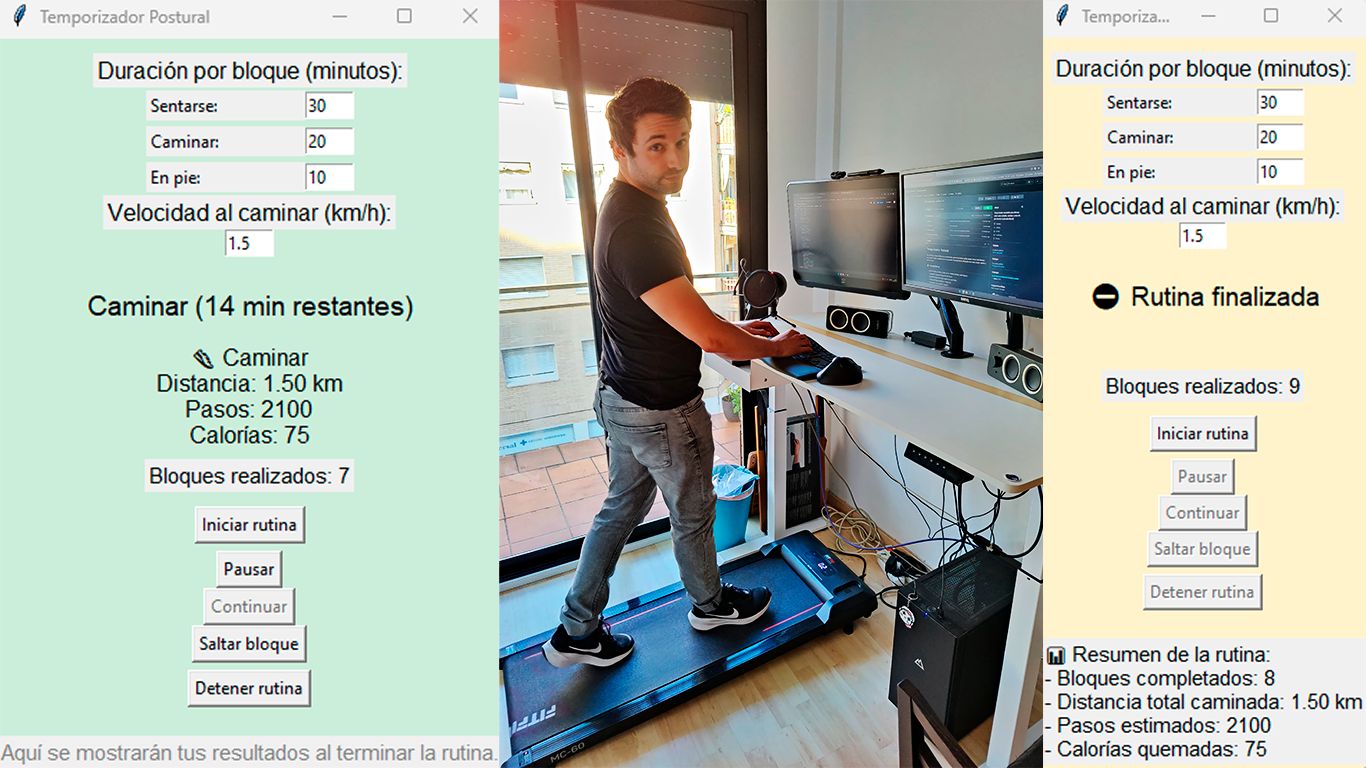 Temporizador Postural
Duración por bloque (minutos):
Sentarse: 30
Caminar: 20
En pie: 10
Velocidad al caminar (km/h):
1.5
Caminar (14 min restantes)
Caminar
Distancia: 1.50 km
Pasos: 2100
Calorías: 75
Bloques realizados: 7
Iniciar rutina
Pausar
Continuar
Saltar bloque
Detener rutina
Aquí se mostrarán tus resultados al terminar la rutina.
MC-60
Temporiza...
Duración por bloque (minutos):
Sentarse: 30
Caminar: 20
En pie: 10
Velocidad al caminar (km/h):
1.5
Rutina finalizada
Bloques realizados: 9
Iniciar rutina
Pausar
Continuar
Saltar bloque
Detener rutina
Resumen de la rutina:
- Bloques completados: 8
- Distancia total caminada: 1.50 km
- Pasos estimados: 2100
- Calorías quemadas: 75